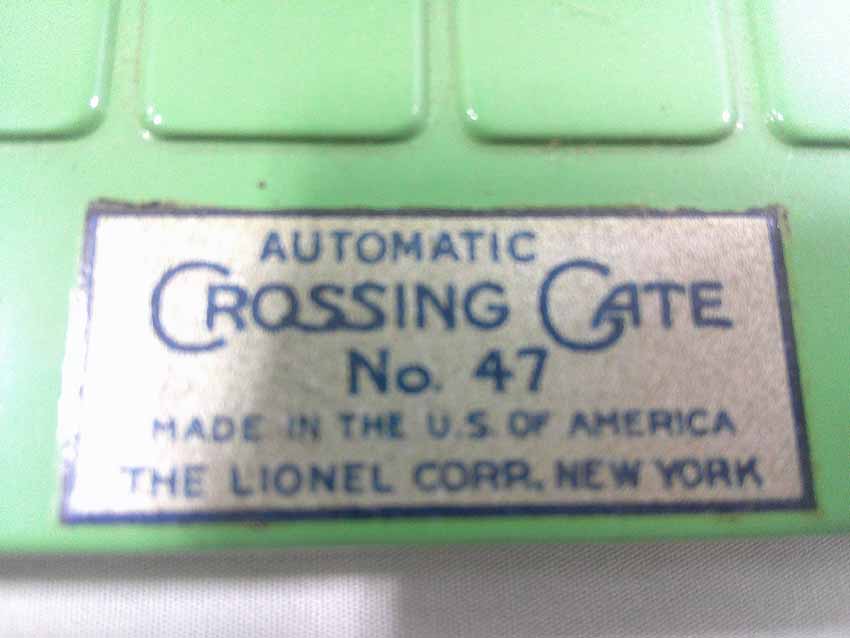 AUTOMATIC
CROSSING GATE
No. 47
MADE IN THE U.S. OF AMERICA
THE LIONEL CORP. NEW YORK